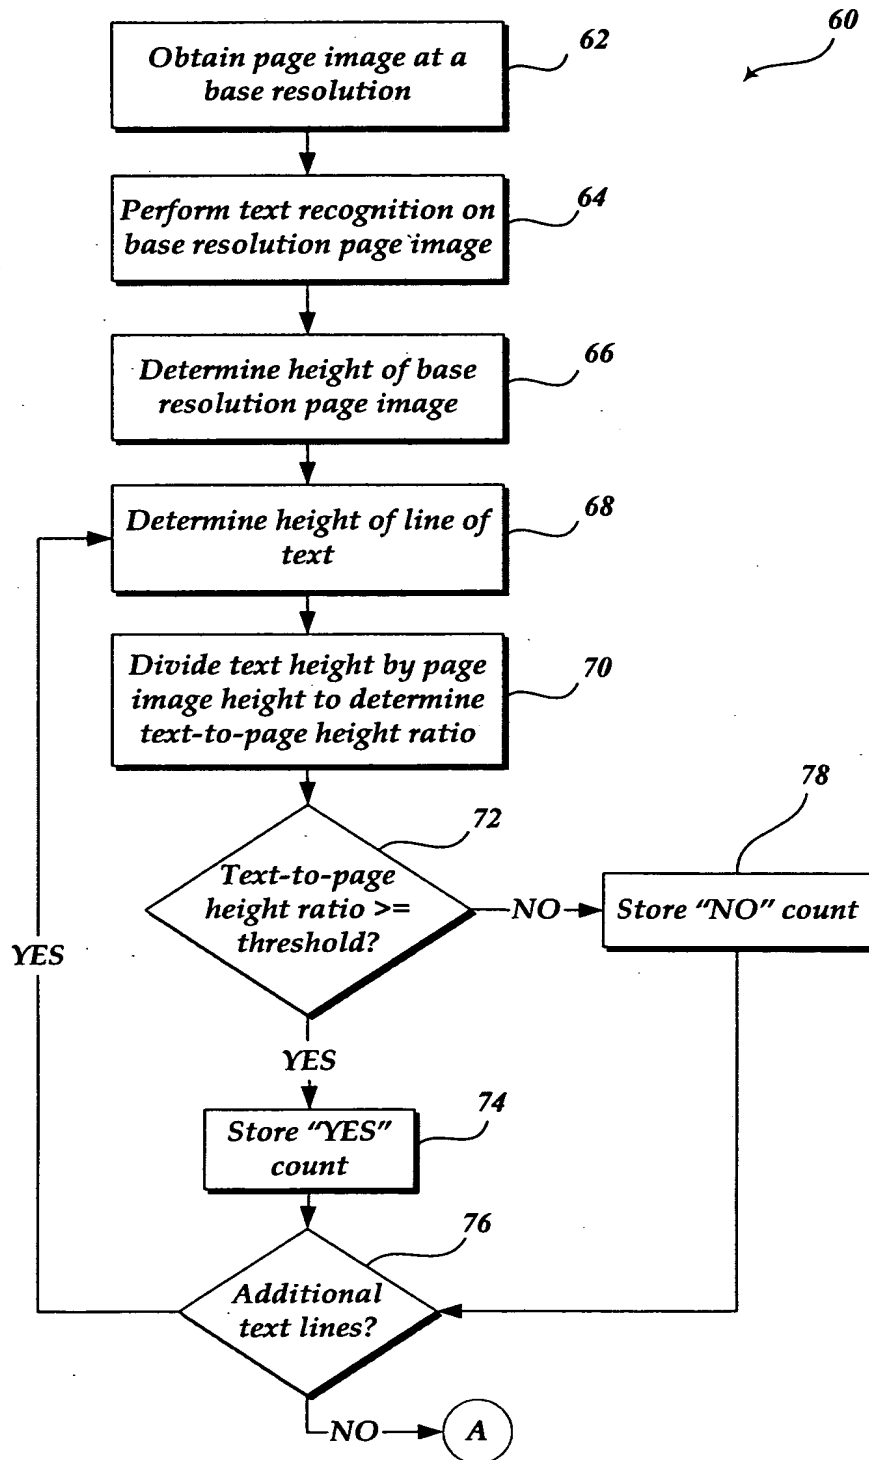 60
Obtain page image at a
base resolution
62
Perform text recognition on
base resolution page image
64
Determine height of base
resolution page image
66
Determine height of line of
text
68
Divide text height by page
image height to determine
text-to-page height ratio
70
Text-to-page
height ratio >=
threshold?
72
NO
Store "NO" count
78
YES
YES
Store "YES"
count
74
Additional
text lines?
76
NO
A